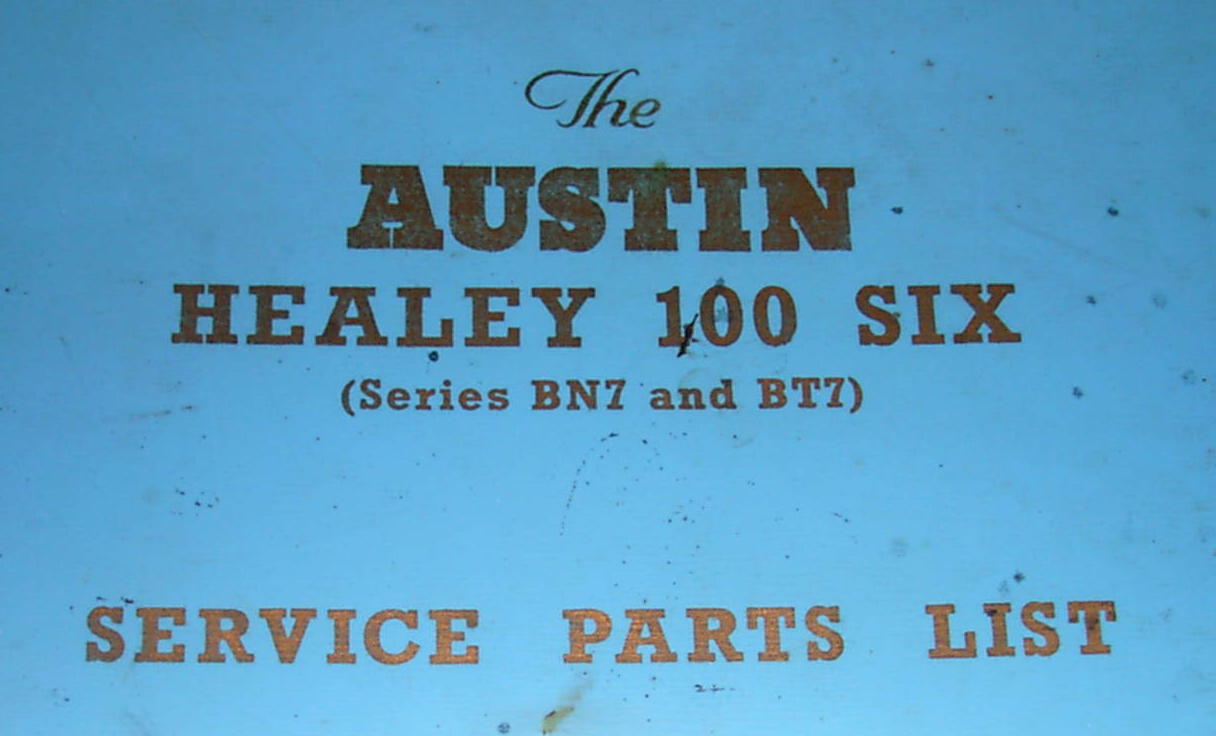 The
AUSTIN
HEALEY 100 SIX
(Series BN7 and BT7)
SERVICE PARTS LIST